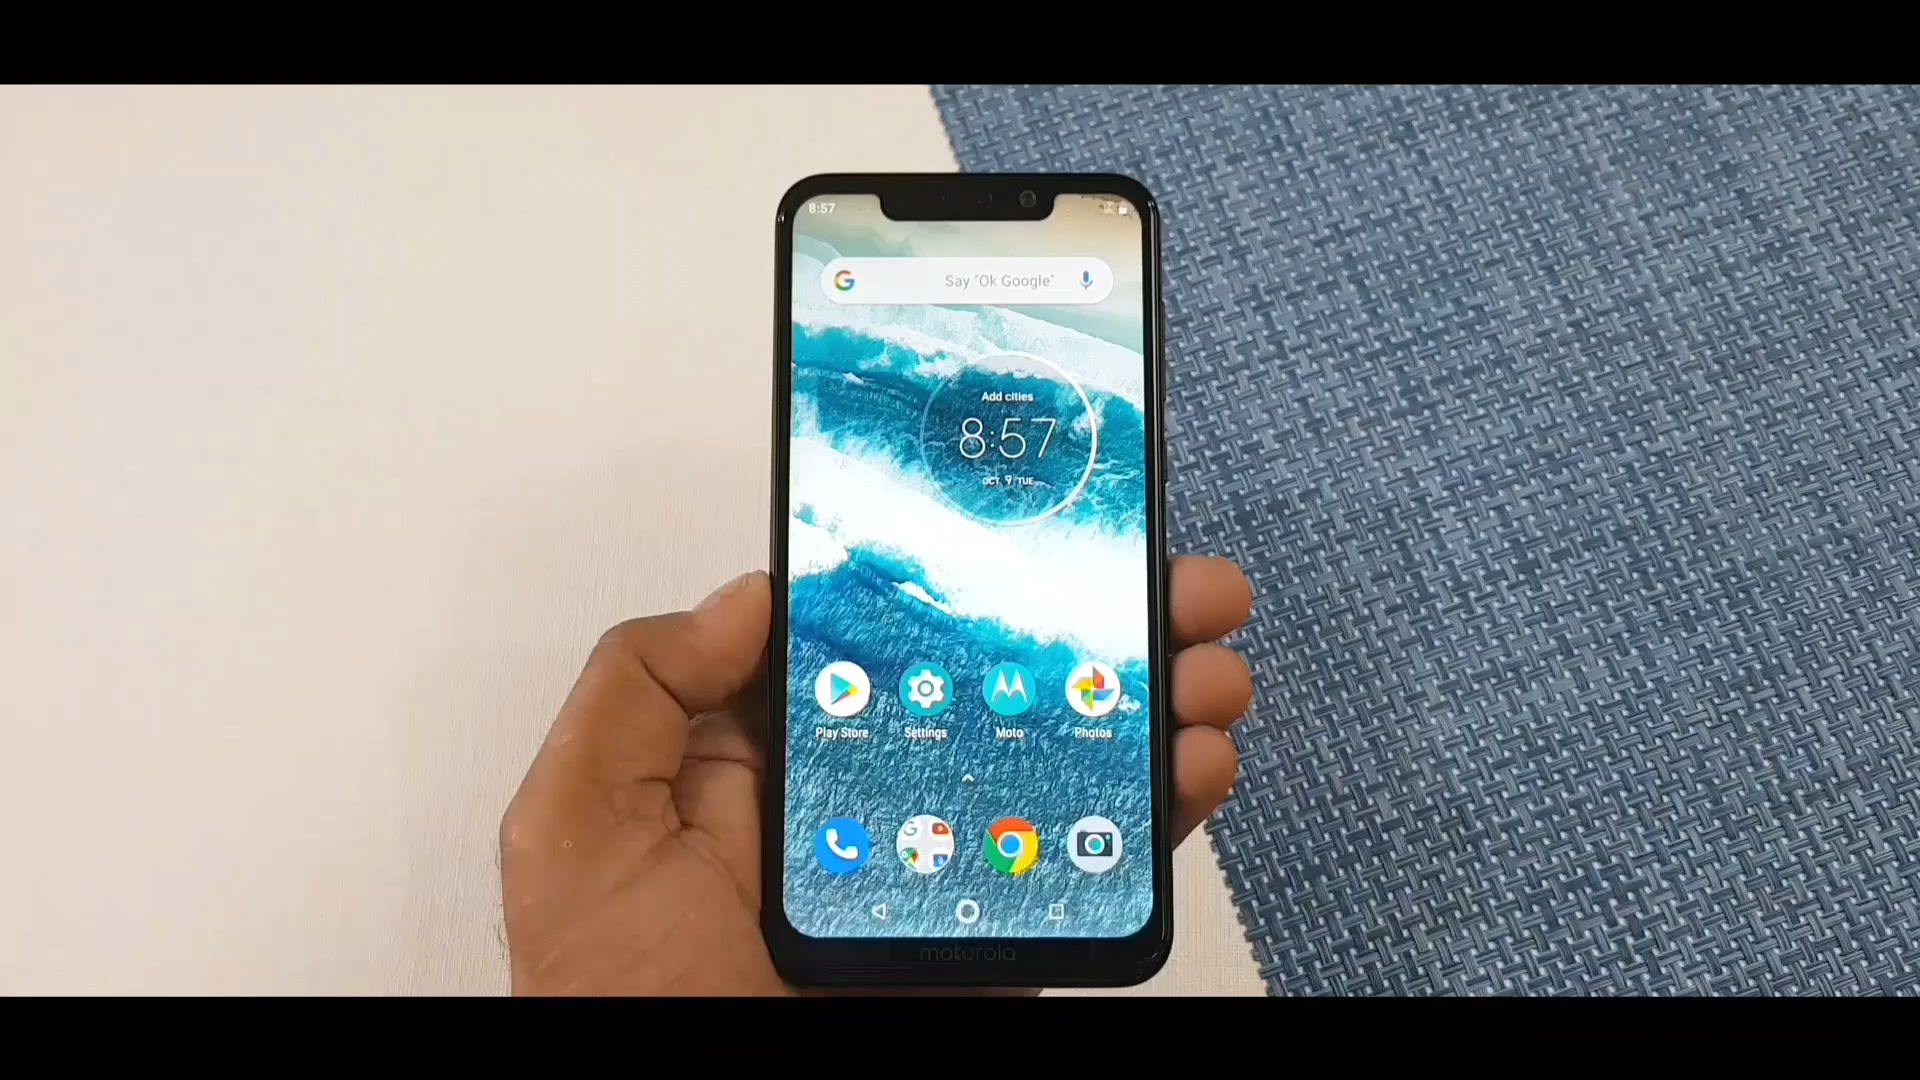 8:57
Say "Ok Google"
Add cities
8:57
OCT 9 TUE
Play Store Settings Moto Photos
motorola